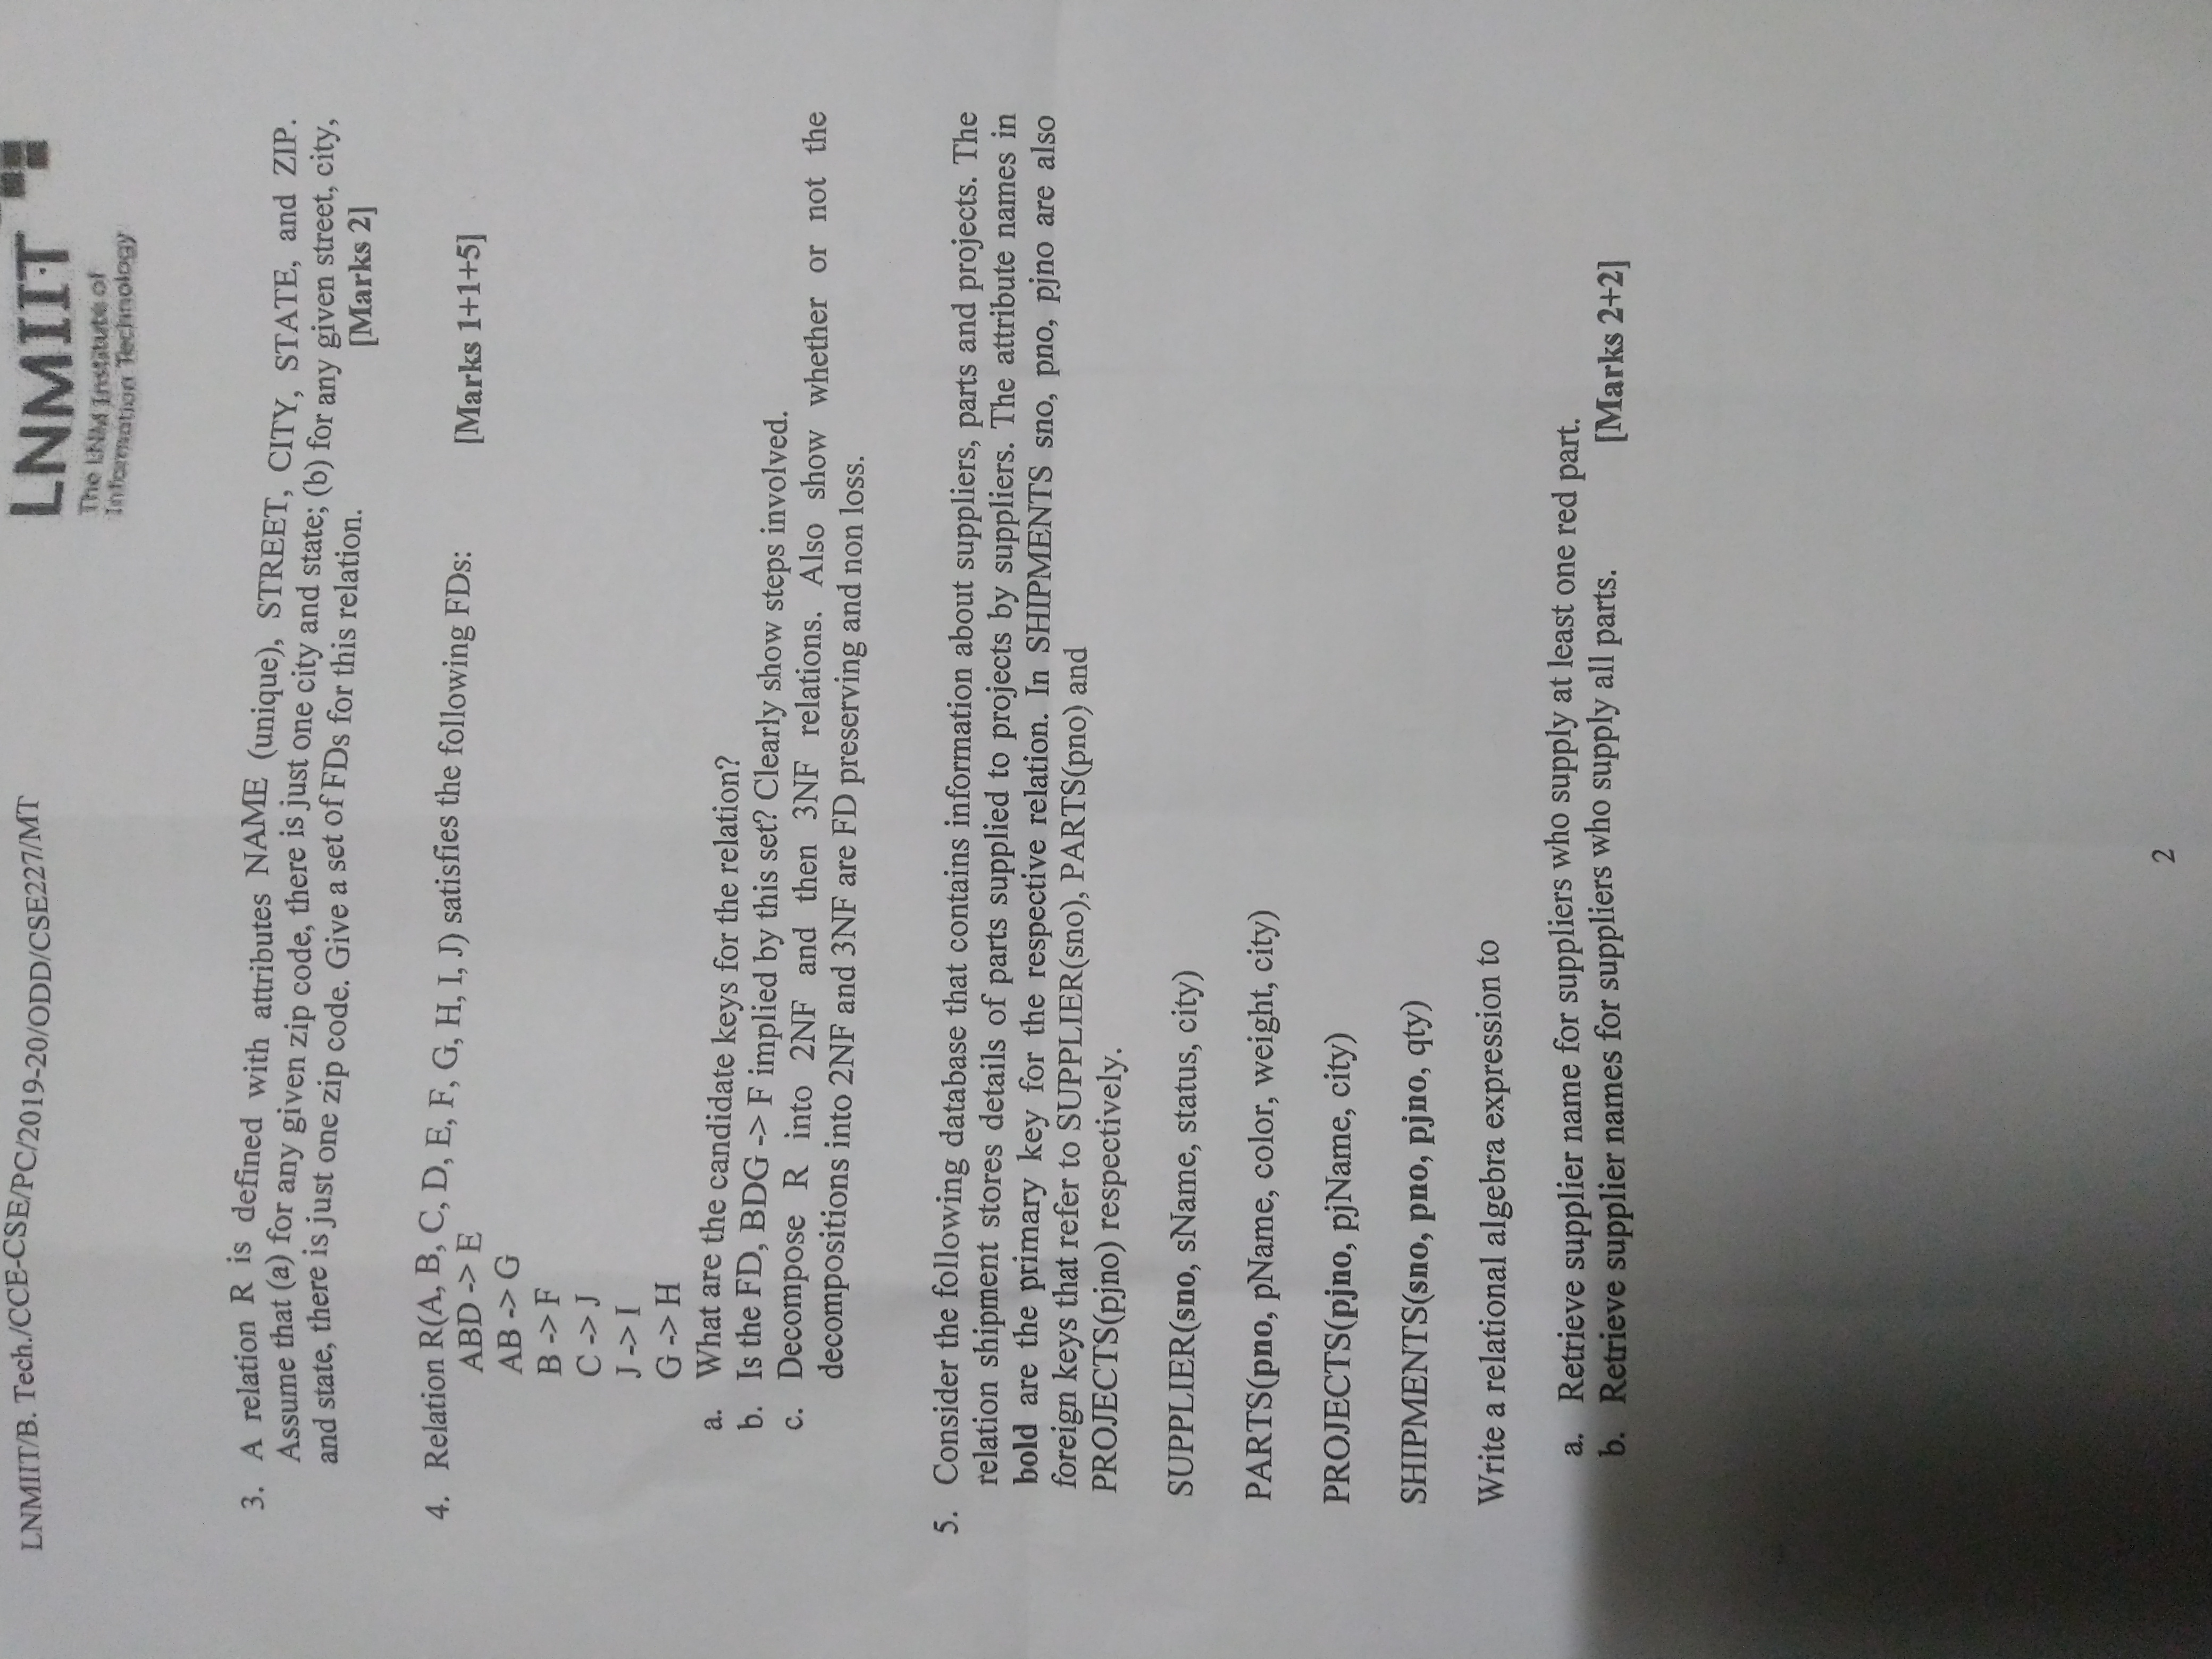 LNMIIT/B. Tech./CCE-CSE/PC/2019-20/ODD/CSE227/MT
LNMIIT
The LNM Institute of
Information Technology
3. A relation R is defined with attributes NAME (unique), STREET, CITY, STATE, and ZIP.
Assume that (a) for any given zip code, there is just one city and state; (b) for any given street, city,
and state, there is just one zip code. Give a set of FDs for this relation.
[Marks 2]
4. Relation R(A, B, C, D, E, F, G, H, I, J) satisfies the following FDs: [Marks 1+1+5]
ABD -> E
AB -> G
B -> F
C -> J
J -> I
G -> H
a. What are the candidate keys for the relation?
b. Is the FD, BDG -> F implied by this set? Clearly show steps involved.
c. Decompose R into 2NF and then 3NF relations. Also show whether or not the
decompositions into 2NF and 3NF are FD preserving and non loss.
5. Consider the following database that contains information about suppliers, parts and projects. The
relation shipment stores details of parts supplied to projects by suppliers. The attribute names in
bold are the primary key for the respective relation. In SHIPMENTS sno, pno, pjno are also
foreign keys that refer to SUPPLIER(sno), PARTS(pno) and
PROJECTS(pjno) respectively.
SUPPLIER(sno, sName, status, city)
PARTS(pno, pName, color, weight, city)
PROJECTS(pjno, pjName, city)
SHIPMENTS(sno, pno, pjno, qty)
Write a relational algebra expression to
a. Retrieve supplier name for suppliers who supply at least one red part.
b. Retrieve supplier names for suppliers who supply all parts. [Marks 2+2]
2